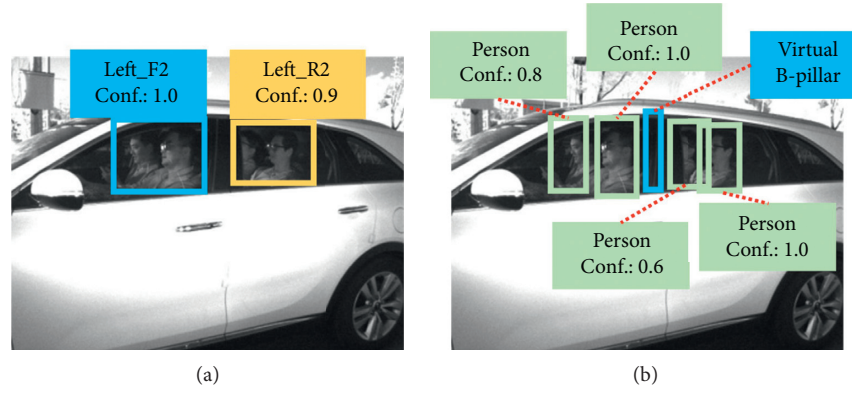 Left_F2
Conf.: 1.0
Left_R2
Conf.: 0.9
(a)
Person
Conf.: 0.8
Person
Conf.: 1.0
Virtual
B-pillar
Person
Conf.: 0.6
Person
Conf.: 1.0
(b)